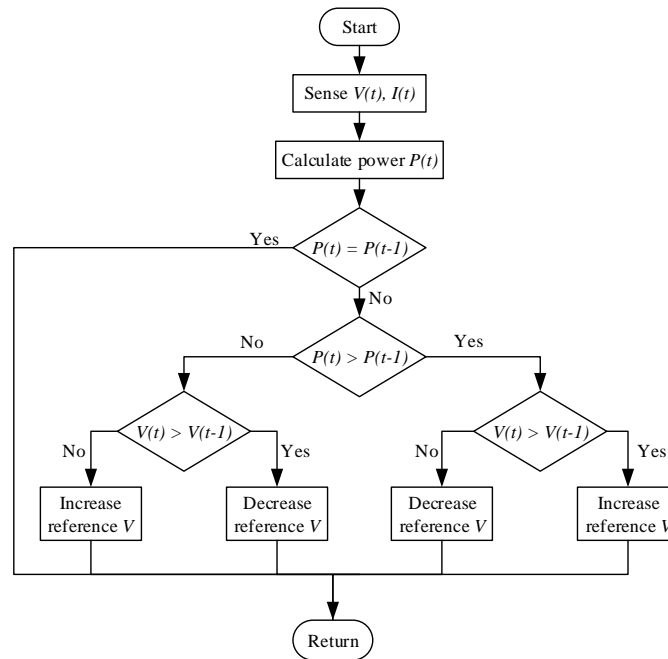 Start
Sense V(t), I(t)
Calculate power P(t)
Yes
P(t) = P(t-1)
No
No
P(t) > P(t-1)
Yes
V(t) > V(t-1)
V(t) > V(t-1)
No
Yes
No
Yes
Increase
reference V
Decrease
reference V
Decrease
reference V
Increase
reference V
Return